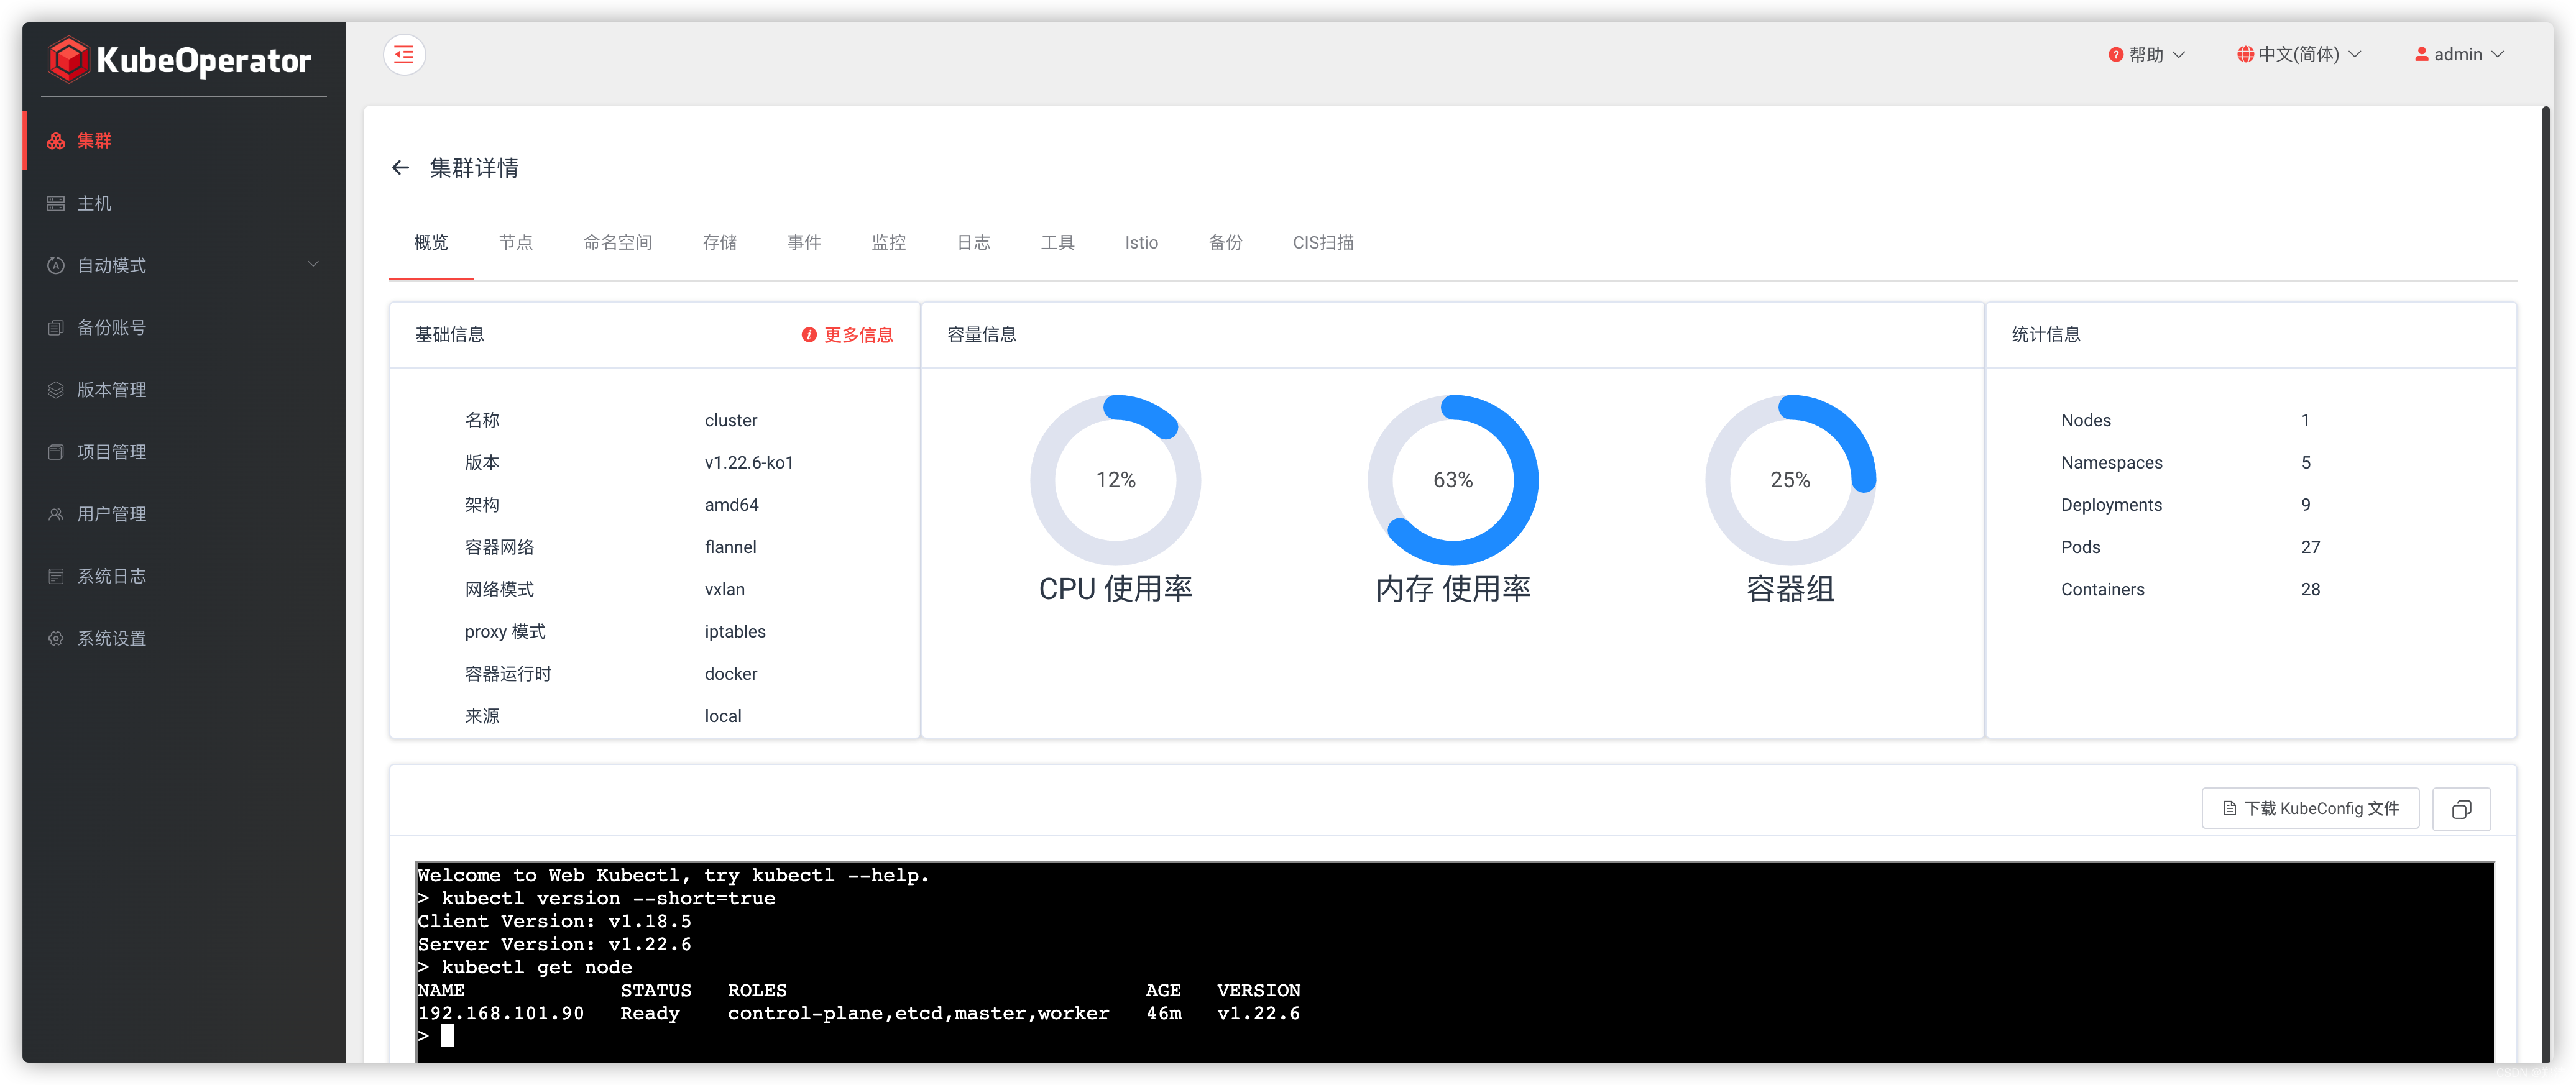 KubeOperator
帮助
中文(简体)
admin
集群
主机
自动模式
备份账号
版本管理
项目管理
用户管理
系统日志
系统设置
集群详情
概览 节点 命名空间 存储 事件 监控 日志 工具 Istio 备份 CIS扫描
基础信息 更多信息
名称 cluster
版本 v1.22.6-ko1
架构 amd64
容器网络 flannel
网络模式 vxlan
proxy 模式 iptables
容器运行时 docker
来源 local
容量信息
12%
CPU 使用率
63%
内存 使用率
25%
容器组
统计信息
Nodes 1
Namespaces 5
Deployments 9
Pods 27
Containers 28
下载 KubeConfig 文件
Welcome to Web Kubectl, try kubectl --help.
> kubectl version --short=true
Client Version: v1.18.5
Server Version: v1.22.6
> kubectl get node
NAME STATUS ROLES AGE VERSION
192.168.101.90 Ready control-plane,etcd,master,worker 46m v1.22.6
>